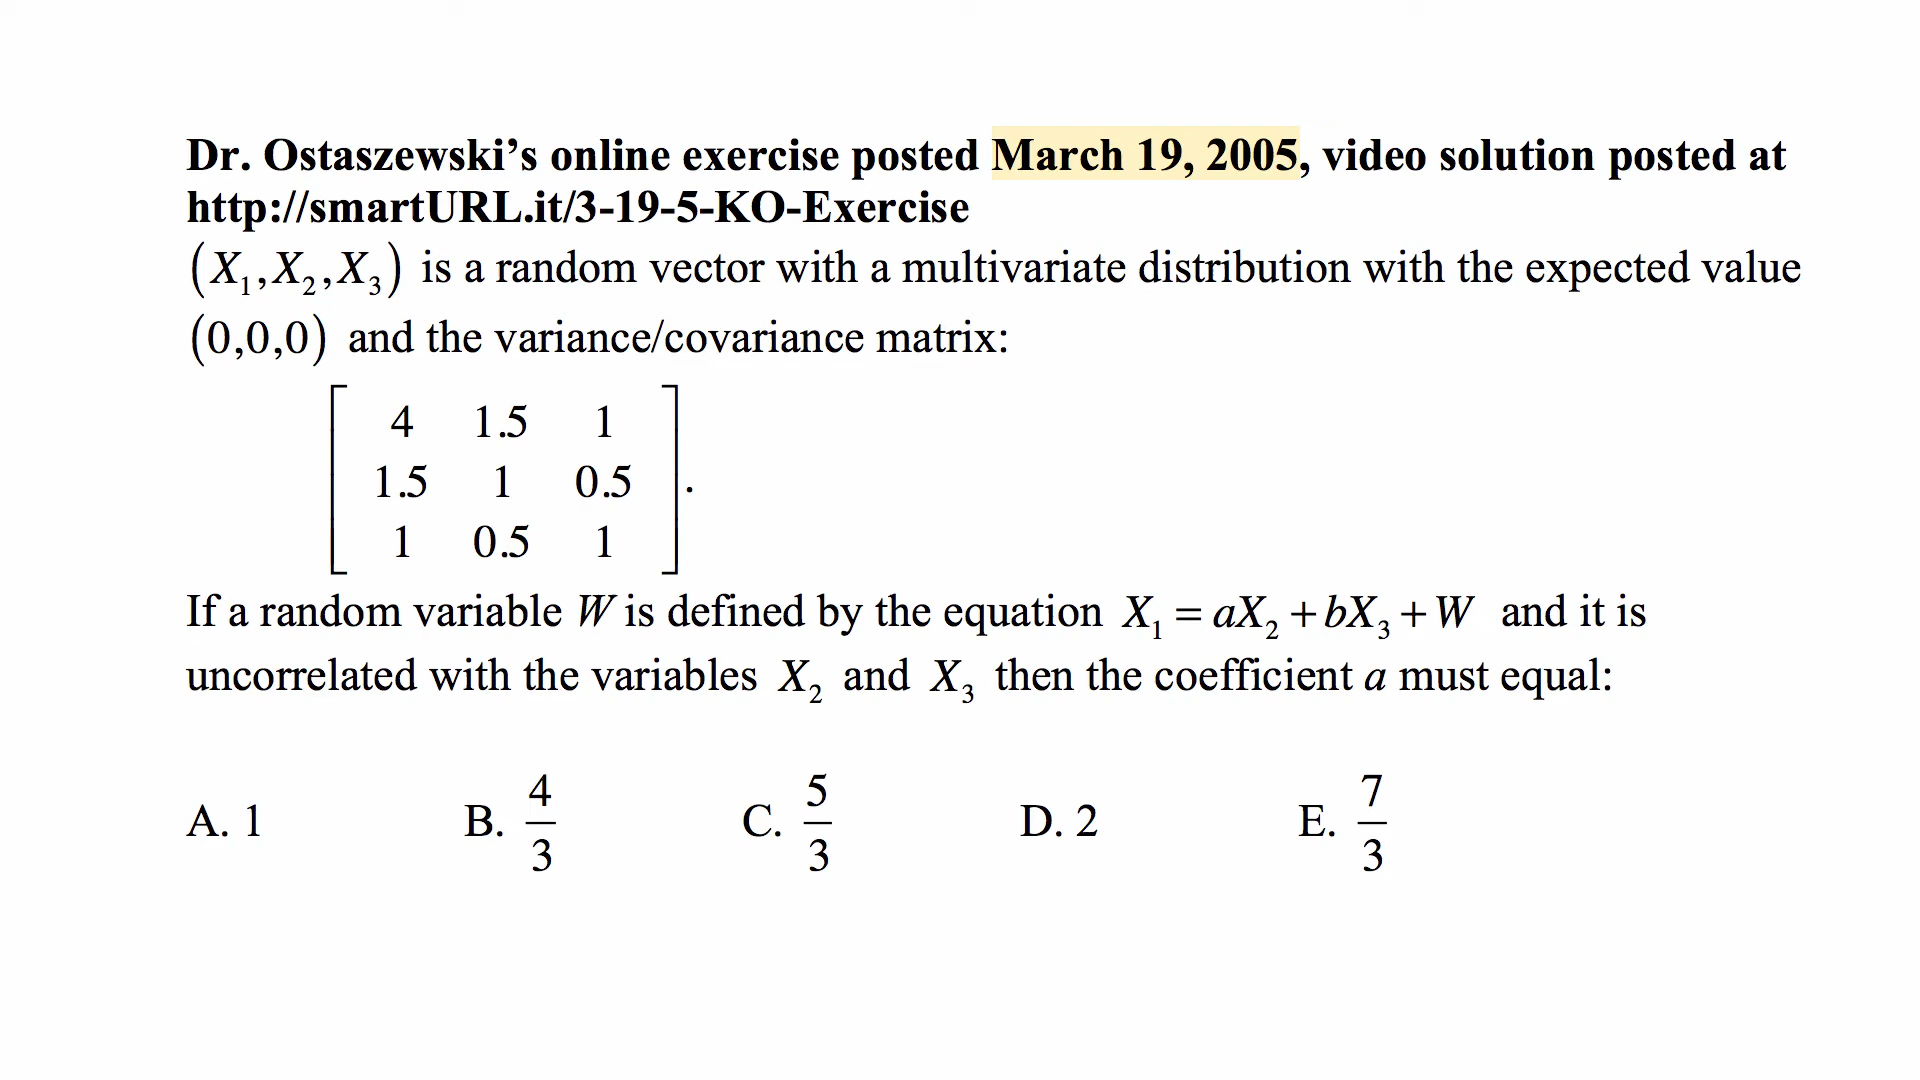 Dr. Ostaszewski’s online exercise posted March 19, 2005, video solution posted at
http://smartURL.it/3-19-5-KO-Exercise
(X₁,X₂,X₃) is a random vector with a multivariate distribution with the expected value
(0,0,0) and the variance/covariance matrix:
4 1.5 1
1.5 1 0.5
1 0.5 1
.
If a random variable W is defined by the equation X₁ = aX₂ + bX₃ + W and it is
uncorrelated with the variables X₂ and X₃ then the coefficient a must equal:
A. 1 B. 4/3 C. 5/3 D. 2 E. 7/3